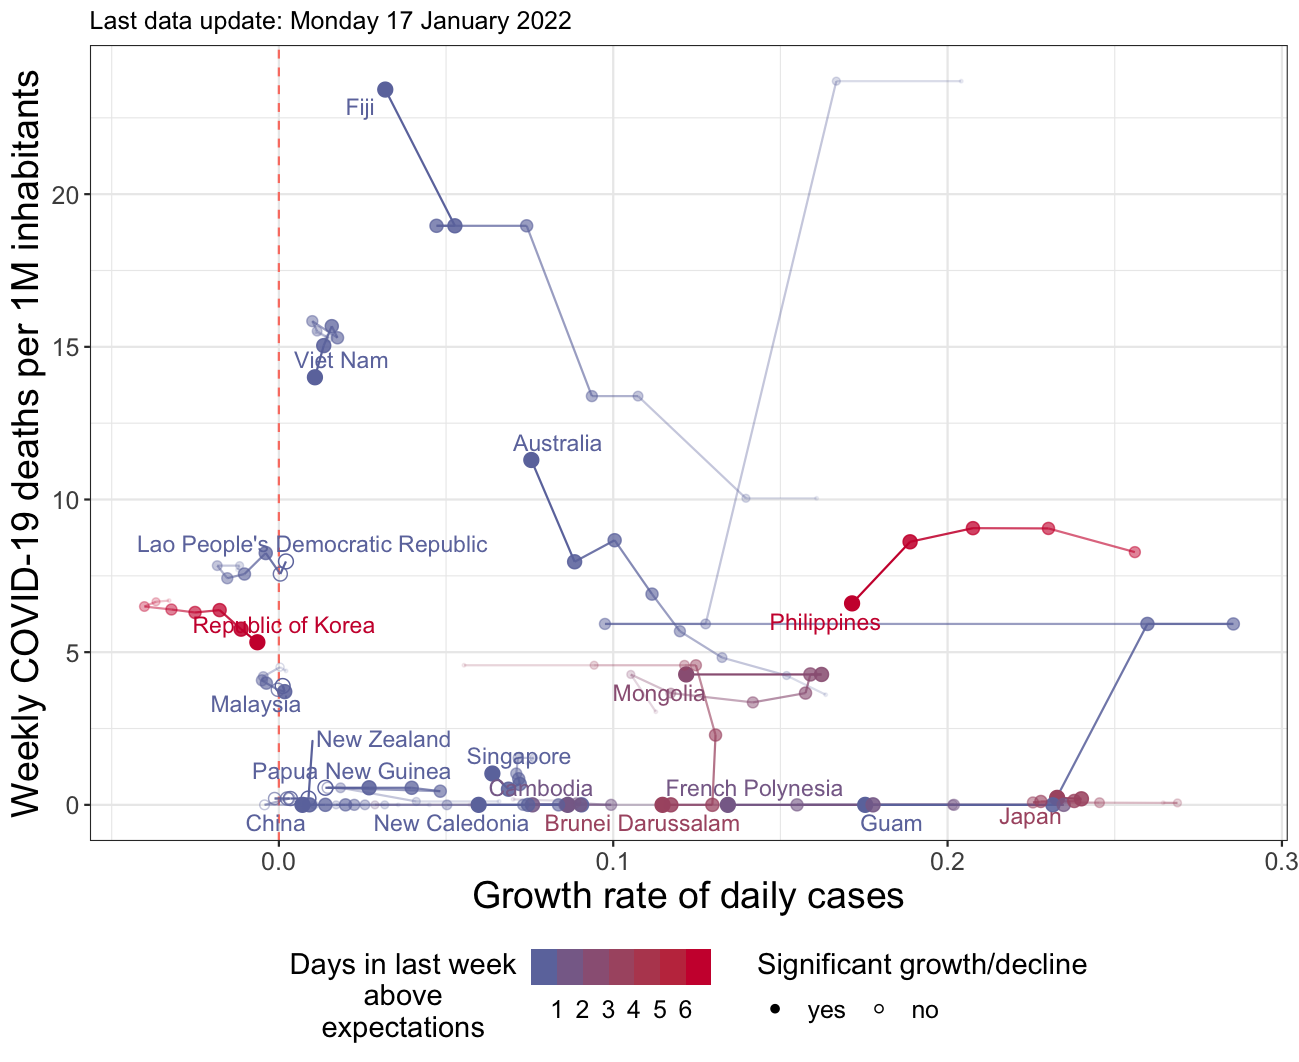 Last data update: Monday 17 January 2022
Weekly COVID-19 deaths per 1M inhabitants
20
15
10
5
0
Fiji
Viet Nam
Australia
Lao People's Democratic Republic
Republic of Korea
Philippines
Malaysia
Mongolia
New Zealand
Singapore
Papua New Guinea
Cambodia
French Polynesia
China
New Caledonia
Brunei Darussalam
Guam
Japan
0.0
0.1
0.2
0.3
Growth rate of daily cases
Days in last week
above
expectations
1 2 3 4 5 6
Significant growth/decline
yes
no